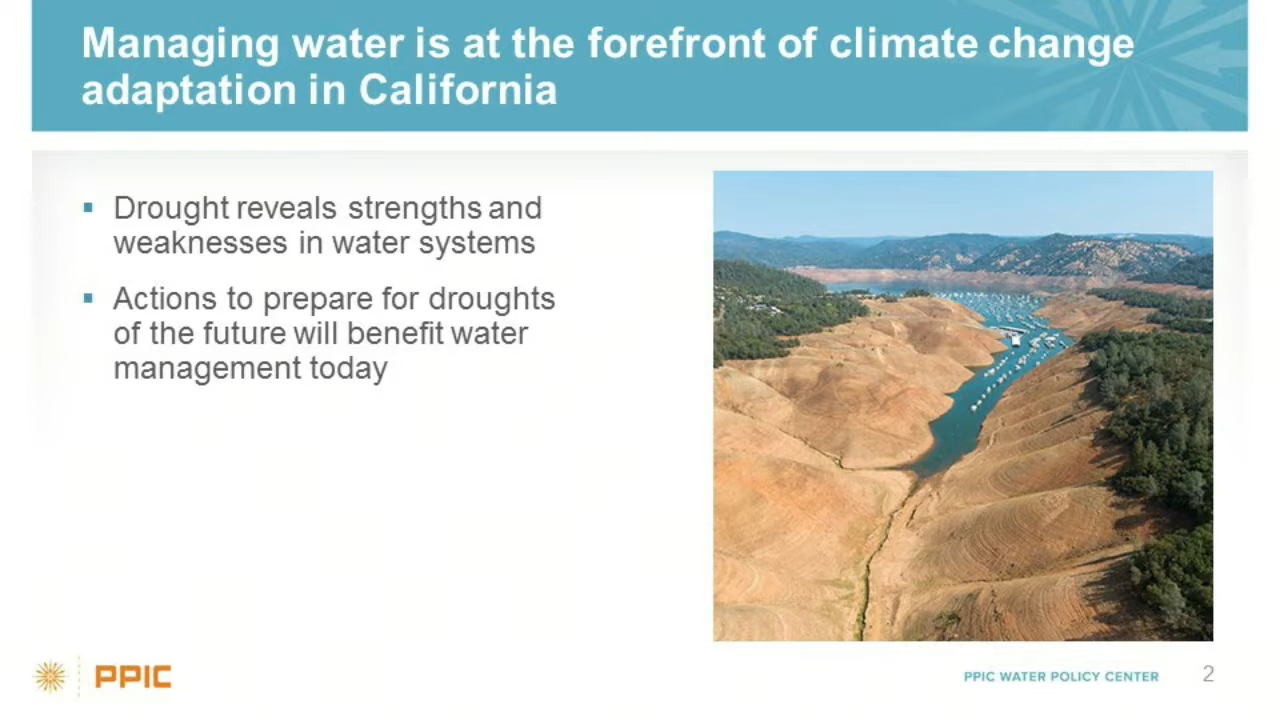 Managing water is at the forefront of climate change
adaptation in California
Drought reveals strengths and
weaknesses in water systems
Actions to prepare for droughts
of the future will benefit water
management today
PPIC
PPIC WATER POLICY CENTER
2